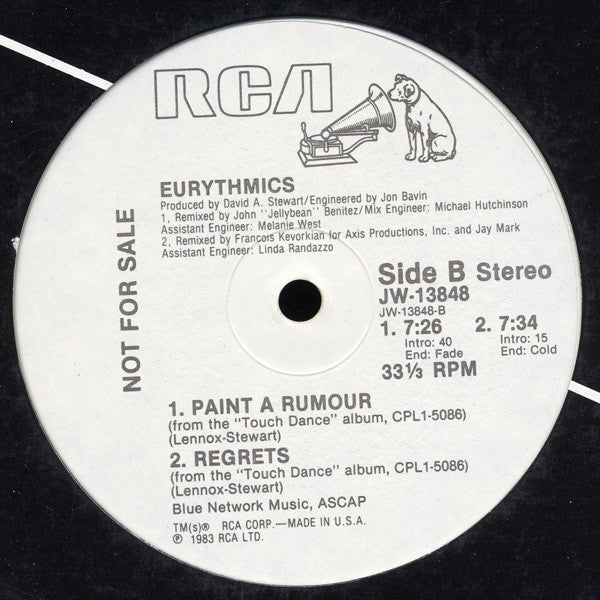 RCA
EURYTHMICS
Produced by David A. Stewart/Engineered by Jon Bavin
1, Remixed by John "Jellybean" Benitez/Mix Engineer: Michael Hutchinson
Assistant Engineer: Melanie West
2, Remixed by Francois Kevorkian for Axis Productions, Inc. and Jay Mark
Assistant Engineer: Linda Randazzo
NOT FOR SALE
Side B Stereo
JW-13848
JW-13848-B
1. 7:26 2. 7:34
Intro: 40 Intro: 15
End: Fade End: Cold
33⅓ RPM
1. PAINT A RUMOUR
(from the "Touch Dance" album, CPL1-5086)
(Lennox-Stewart)
2. REGRETS
(from the "Touch Dance" album, CPL1-5086)
(Lennox-Stewart)
Blue Network Music, ASCAP
TM(s)® RCA CORP.—MADE IN U.S.A.
℗ 1983 RCA LTD.